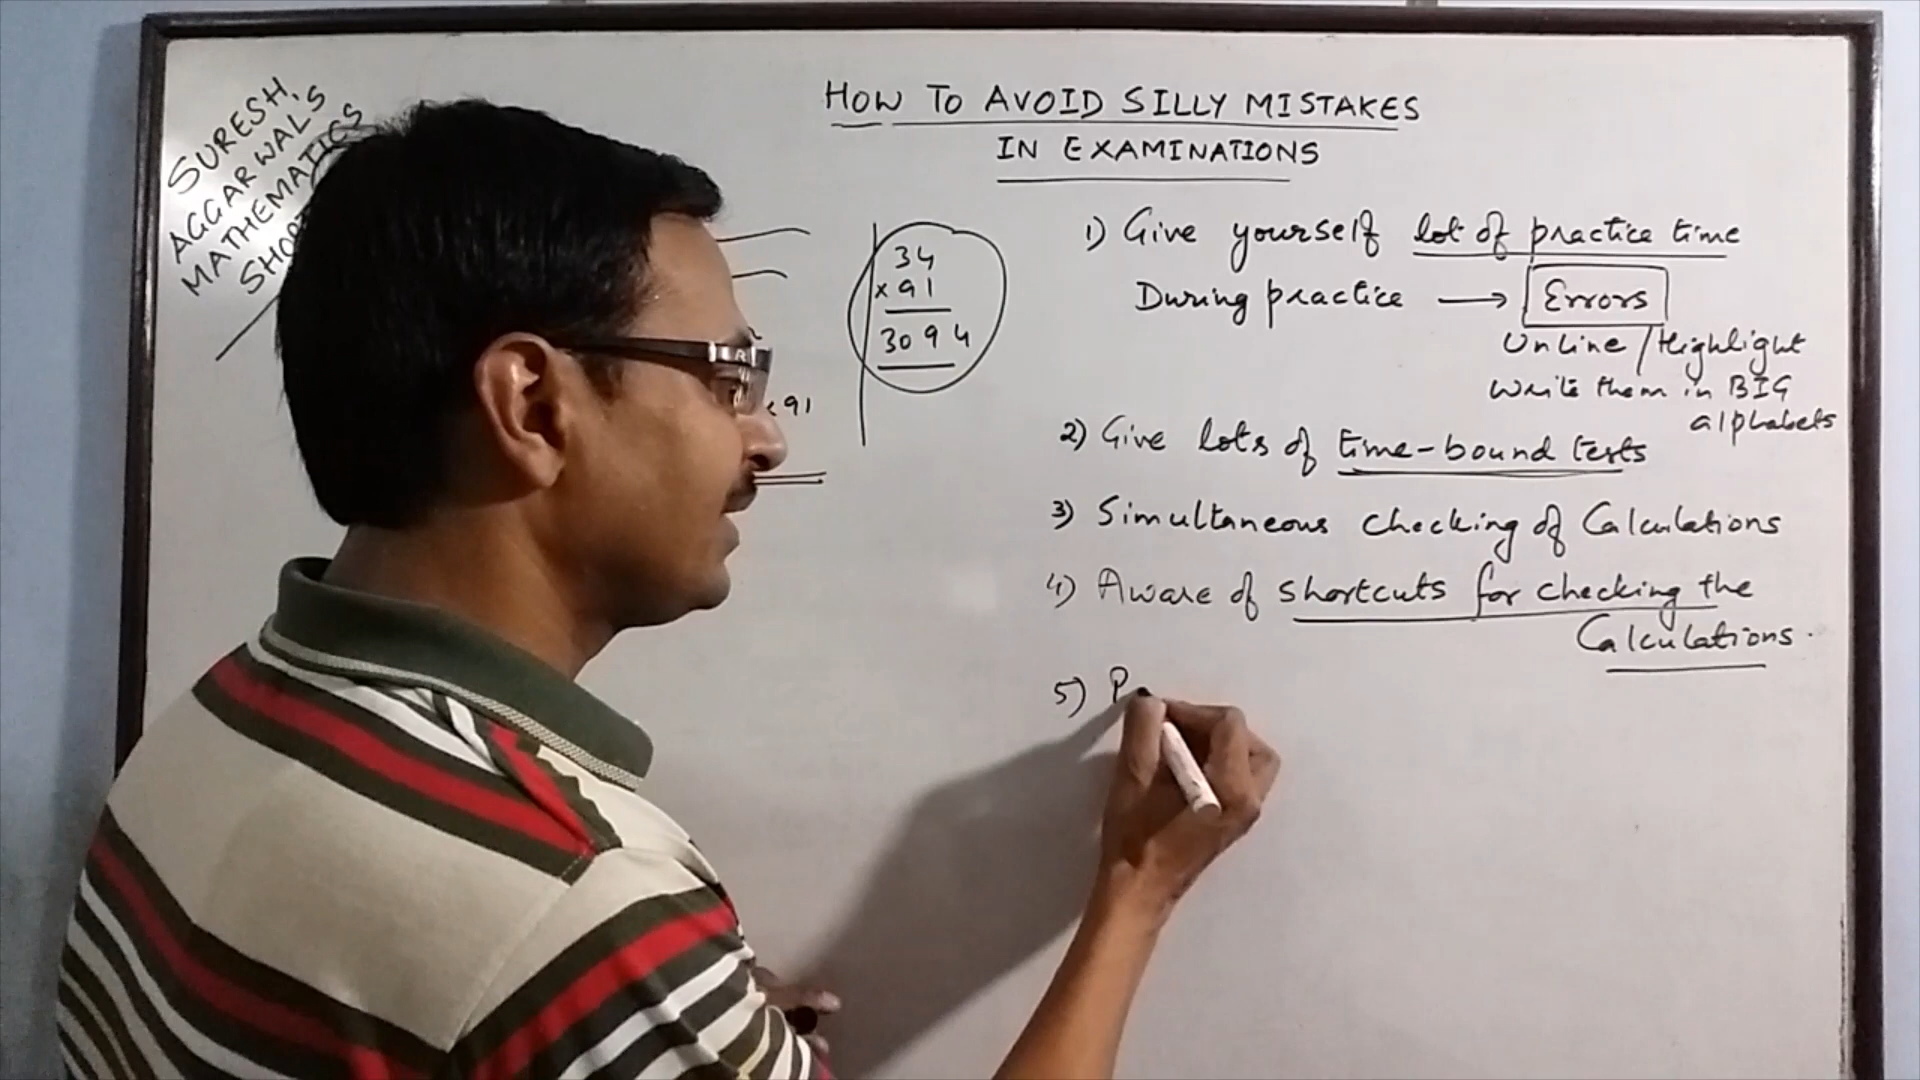 SURESH
AGGARWAL'S
MATHEMATICS
HOW TO AVOID SILLY MISTAKES
IN EXAMINATIONS
34
x 91
3094
91
1) Give yourself lot of practice time
During practice → Errors
UnLine / Highlight
Write them in BIG
alphabets
2) Give lots of time-bound tests
3) Simultaneous checking of Calculations
4) Aware of shortcuts for checking the
Calculations.
5) P